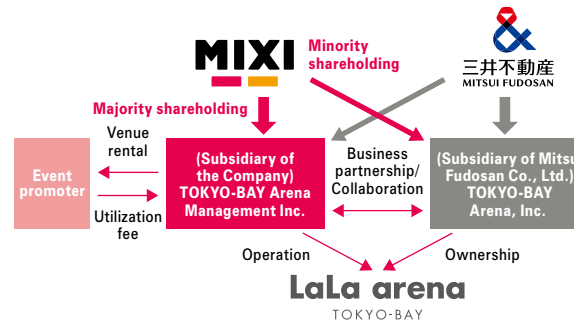 MIXI
Minority
shareholding
三井不動産
MITSUI FUDOSAN
Majority shareholding
Venue
rental
Event
promoter
Utilization
fee
(Subsidiary of
the Company)
TOKYO-BAY Arena
Management Inc.
Business
partnership/
Collaboration
(Subsidiary of Mitsu
Fudosan Co., Ltd.)
TOKYO-BAY
Arena, Inc.
Operation
Ownership
LaLa arena
TOKYO-BAY